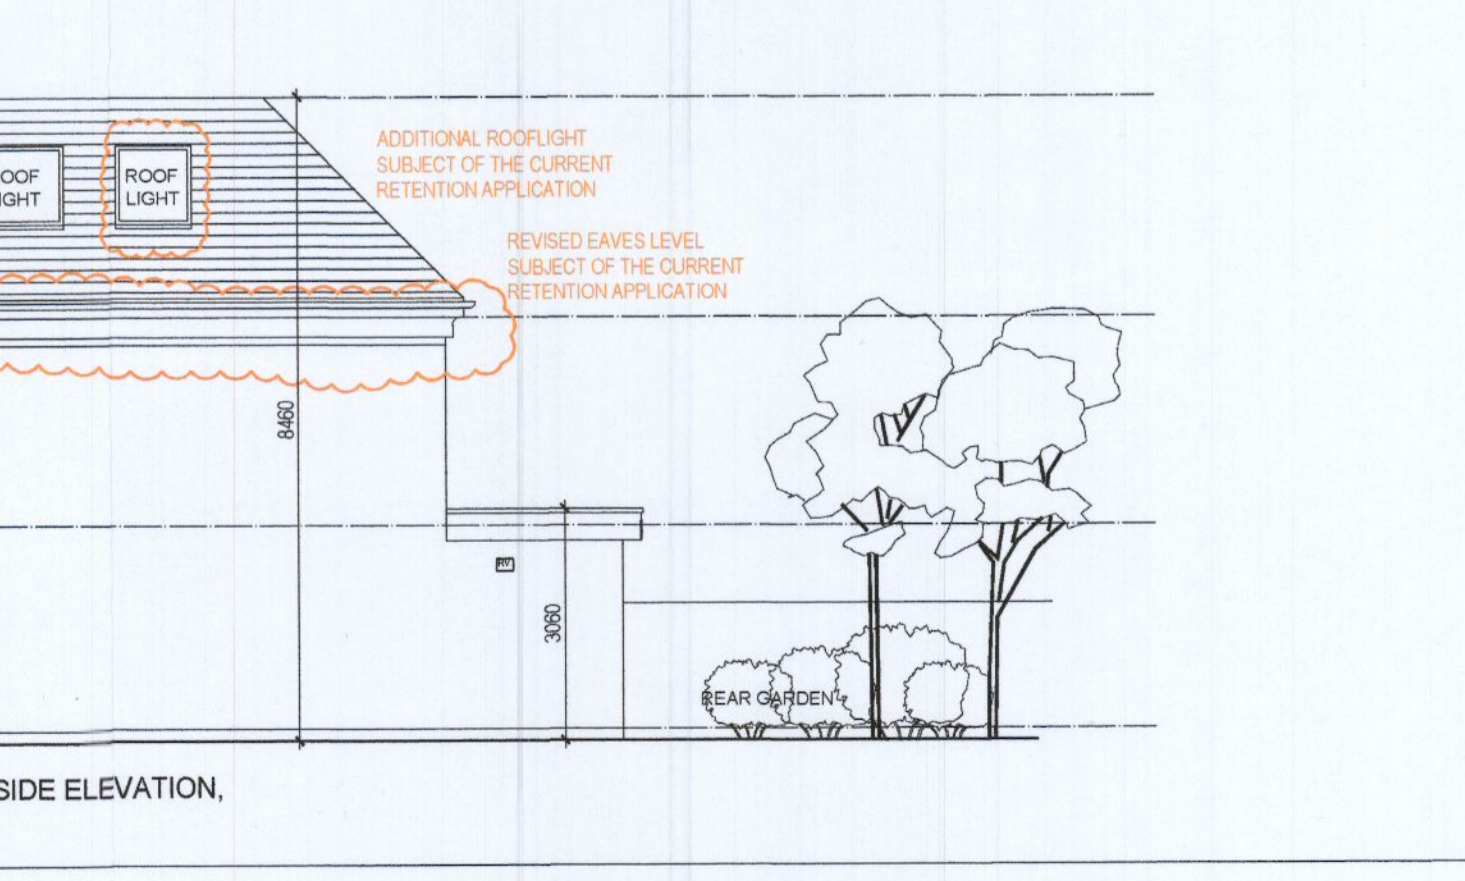 ADDITIONAL ROOFLIGHT
SUBJECT OF THE CURRENT
RETENTION APPLICATION
OOF
IGHT
ROOF
LIGHT
REVISED EAVES LEVEL
SUBJECT OF THE CURRENT
RETENTION APPLICATION
8460
RV
3060
REAR GARDEN
SIDE ELEVATION,